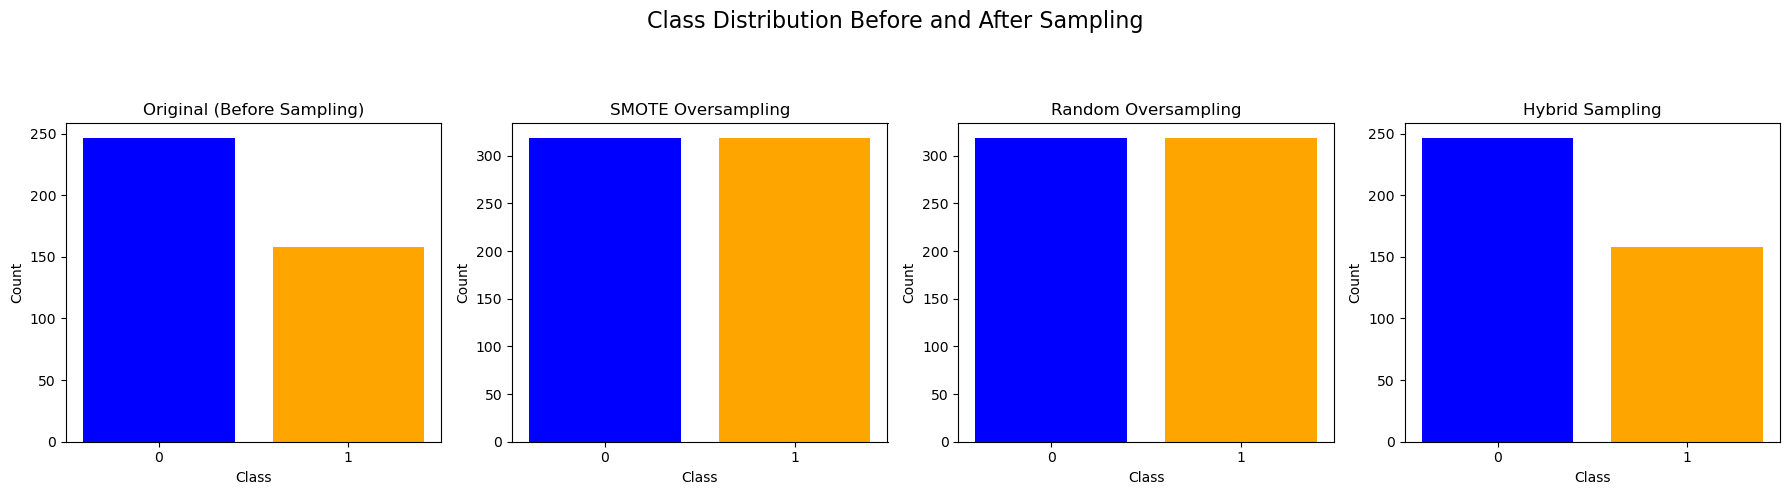 Class Distribution Before and After Sampling
Original (Before Sampling)
250
200
150
100
50
0
Count
0 1
Class
SMOTE Oversampling
300
250
200
150
100
50
0
Count
0 1
Class
Random Oversampling
300
250
200
150
100
50
0
Count
0 1
Class
Hybrid Sampling
250
200
150
100
50
0
Count
0 1
Class